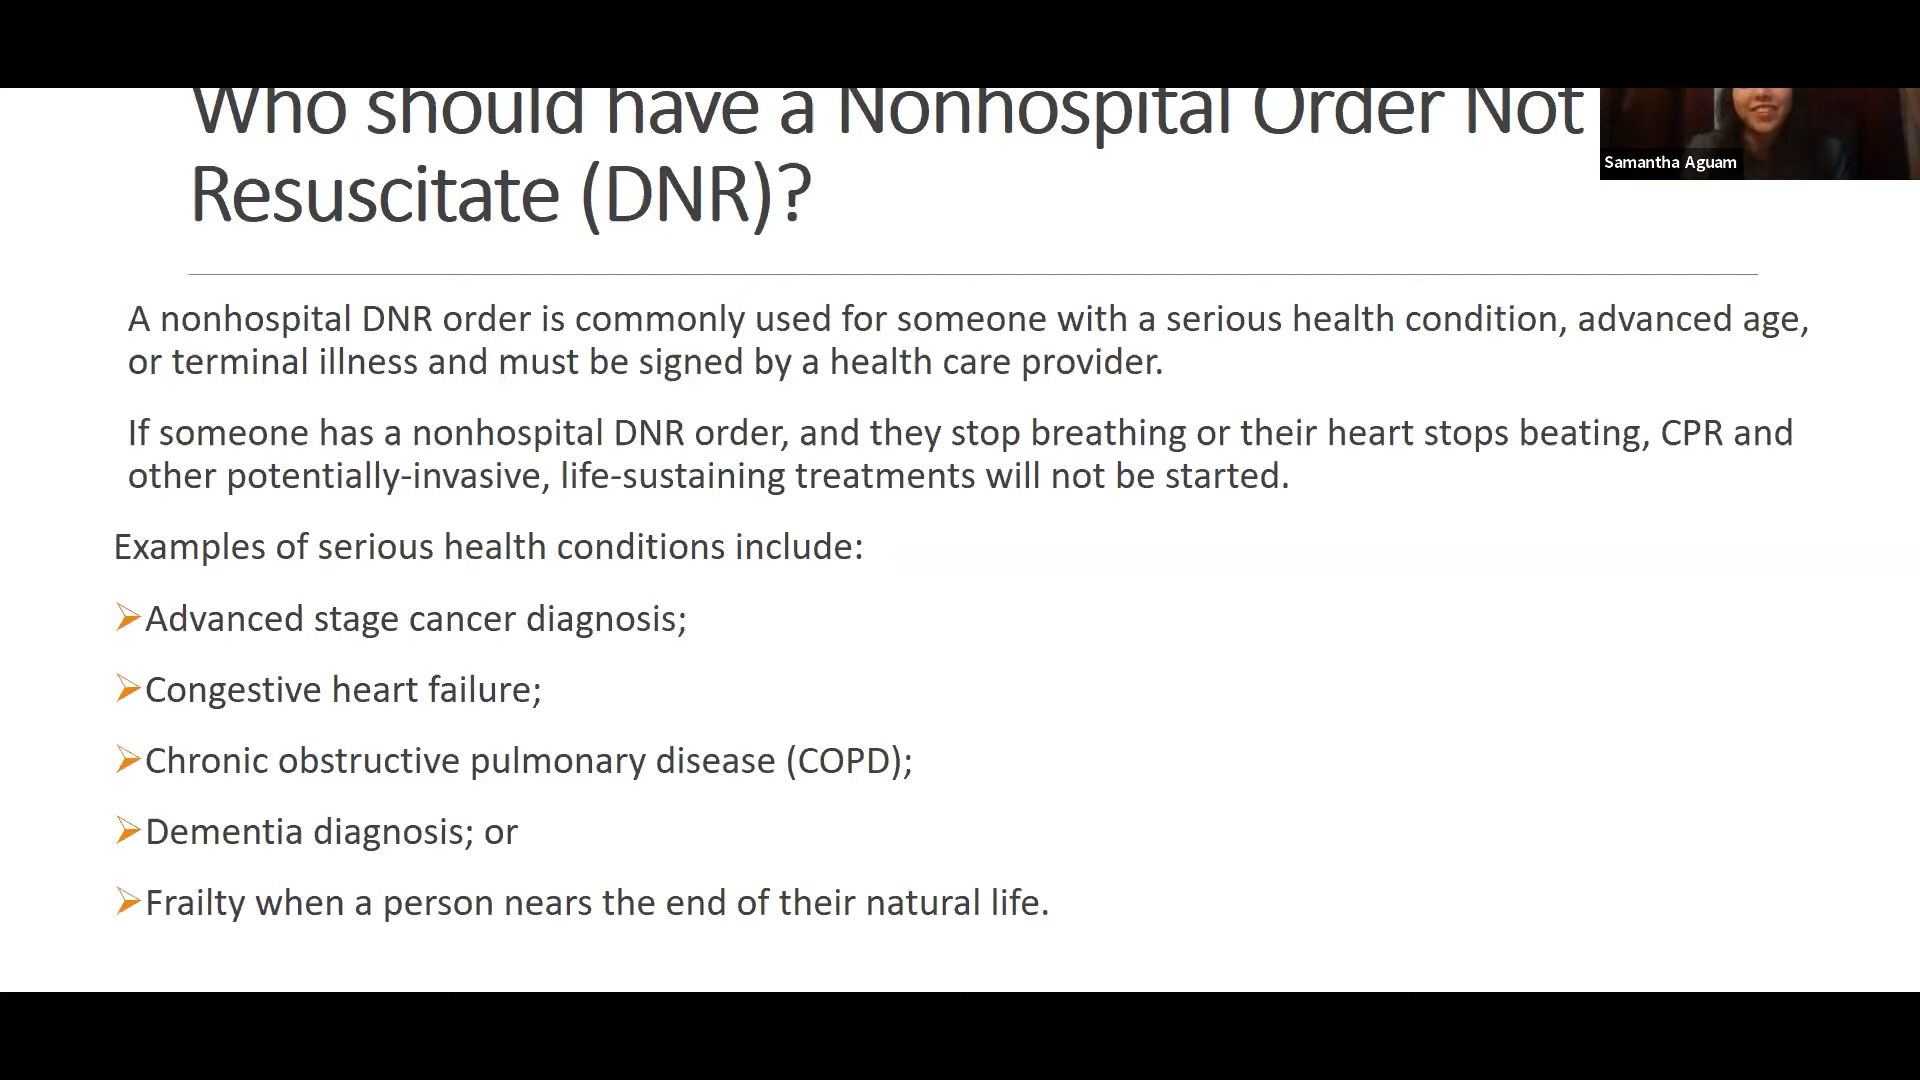 Who should have a Nonhospital Order Not
Resuscitate (DNR)?
Samantha Aguam
A nonhospital DNR order is commonly used for someone with a serious health condition, advanced age,
or terminal illness and must be signed by a health care provider.
If someone has a nonhospital DNR order, and they stop breathing or their heart stops beating, CPR and
other potentially-invasive, life-sustaining treatments will not be started.
Examples of serious health conditions include:
Advanced stage cancer diagnosis;
Congestive heart failure;
Chronic obstructive pulmonary disease (COPD);
Dementia diagnosis; or
Frailty when a person nears the end of their natural life.